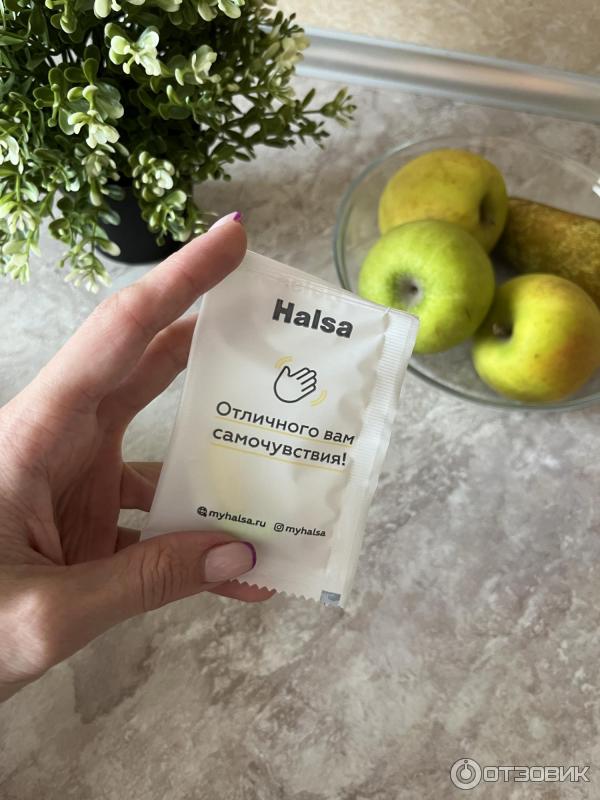 Halsa
Отличного вам
самочувствия!
myhalsa.ru myhalsa
ОТЗОВИК